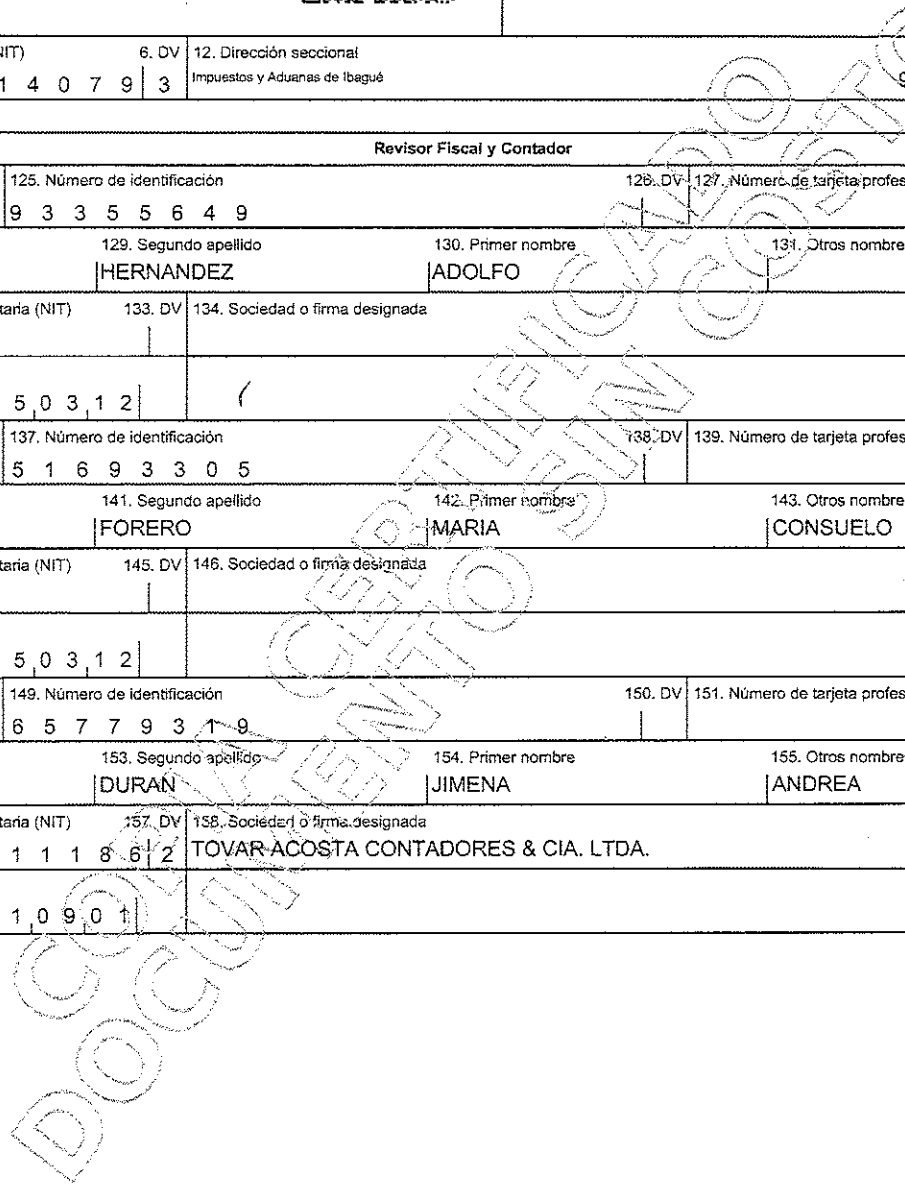 NIT) 6. DV 12. Dirección seccional
1 4 0 7 9 3 Impuestos y Aduanas de Ibagué 9
Revisor Fiscal y Contador
125. Número de identificación 126. DV 127. Número de tarjeta profes
9 3 3 5 5 6 4 9
129. Segundo apellido 130. Primer nombre 131. Otros nombre
HERNANDEZ ADOLFO
taria (NIT) 133. DV 134. Sociedad o firma designada
5 0 3 1 2
137. Número de identificación 138. DV 139. Número de tarjeta profes
5 1 6 9 3 3 0 5
141. Segundo apellido 142. Primer nombre 143. Otros nombre
FORERO MARIA CONSUELO
taria (NIT) 145. DV 146. Sociedad o firma designada
5 0 3 1 2
149. Número de identificación 150. DV 151. Número de tarjeta profes
6 5 7 7 9 3 1 9
153. Segundo apellido 154. Primer nombre 155. Otros nombre
DURAN JIMENA ANDREA
taria (NIT) 157. DV 158. Sociedad o firma designada
1 1 1 8 6 2 TOVAR ACOSTA CONTADORES & CIA. LTDA.
1 0 9 0 1
COPIA CERTIFICADO
DOCUMENTO SIN COSTO